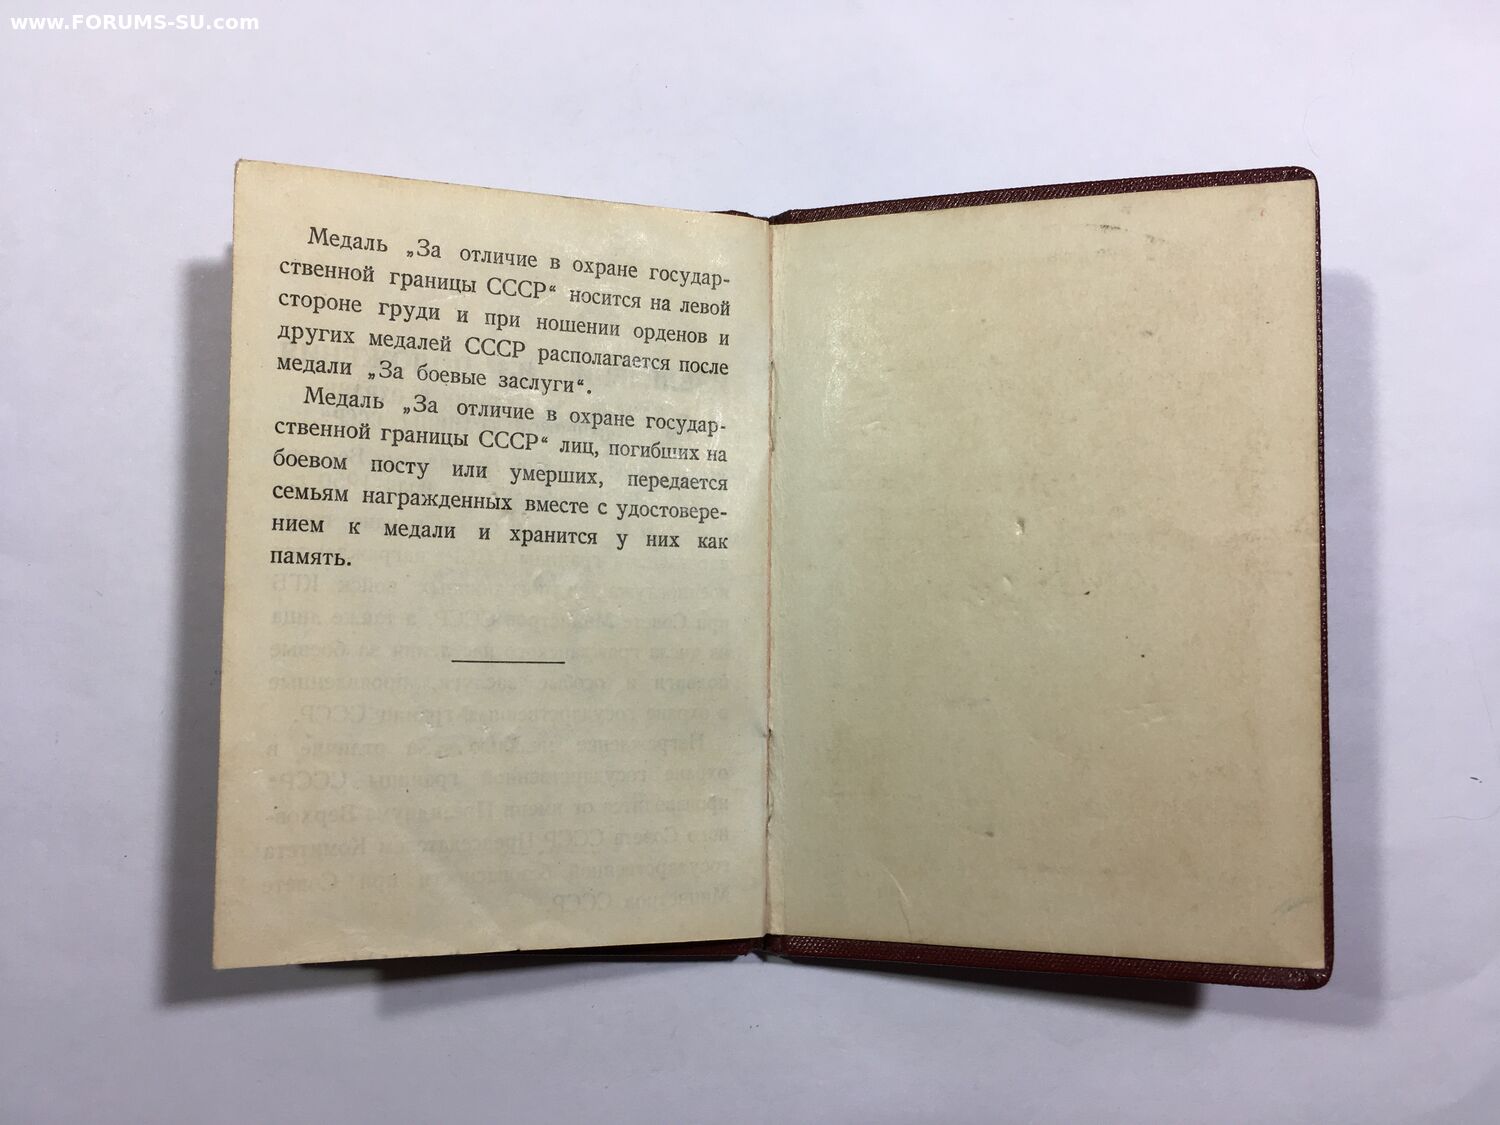 www.FORUMS-SU.com
Медаль „За отличие в охране государ-
ственной границы СССР“ носится на левой
стороне груди и при ношении орденов и
других медалей СССР располагается после
медали „За боевые заслуги“.
Медаль „За отличие в охране государ-
ственной границы СССР“ лиц, погибших на
боевом посту или умерших, передается
семьям награжденных вместе с удостовере-
нием к медали и хранится у них как
память.